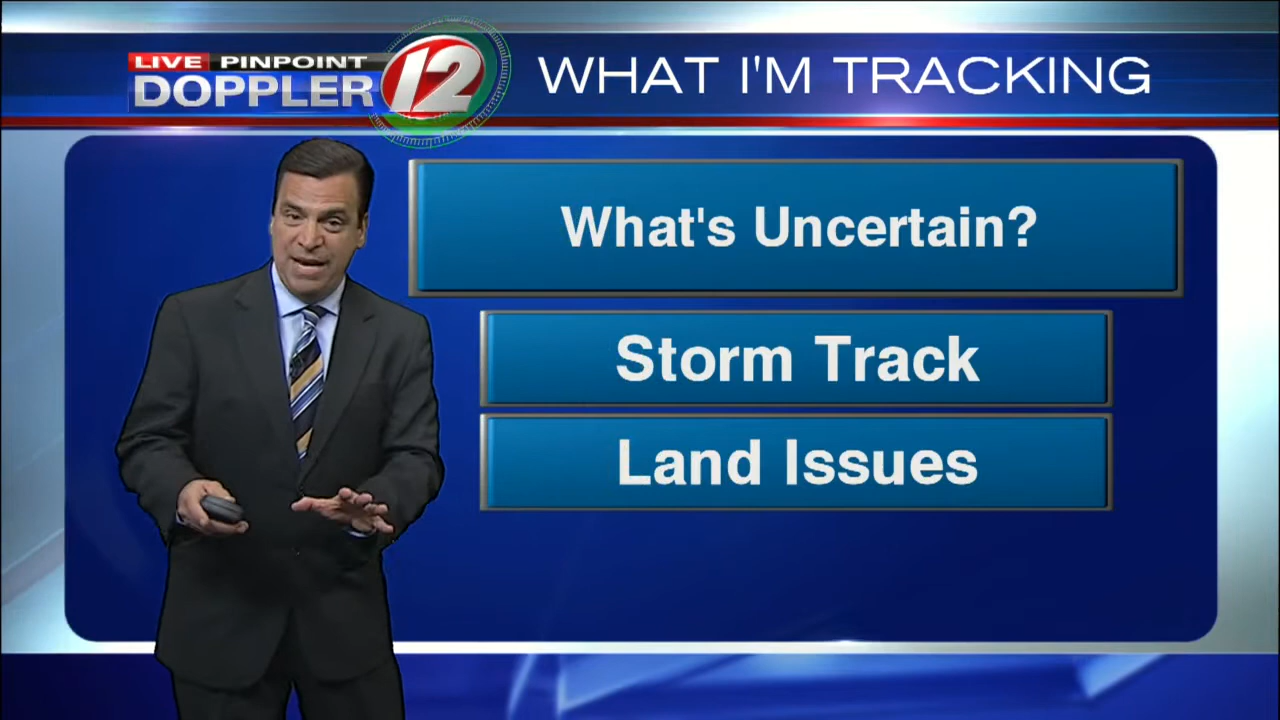 LIVE PINPOINT
DOPPLER 12
WHAT I'M TRACKING
What's Uncertain?
Storm Track
Land Issues